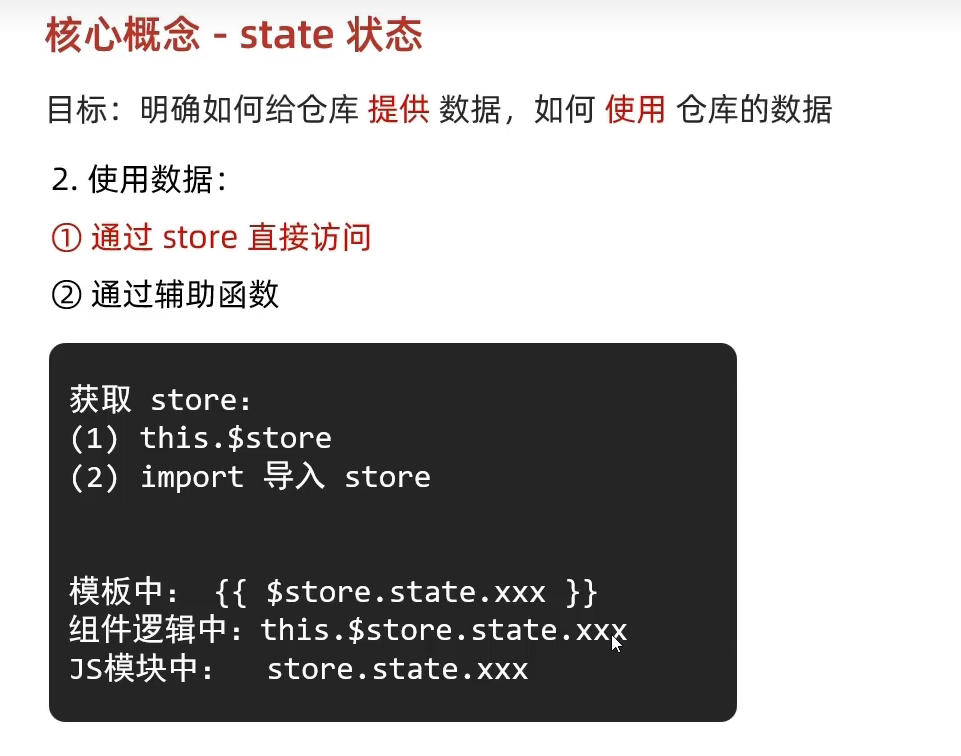 核心概念 - state 状态
目标：明确如何给仓库 提供 数据，如何 使用 仓库的数据
2. 使用数据：
① 通过 store 直接访问
② 通过辅助函数
获取 store：
(1) this.$store
(2) import 导入 store
模板中： {{ $store.state.xxx }}
组件逻辑中：this.$store.state.xxx
JS模块中： store.state.xxx